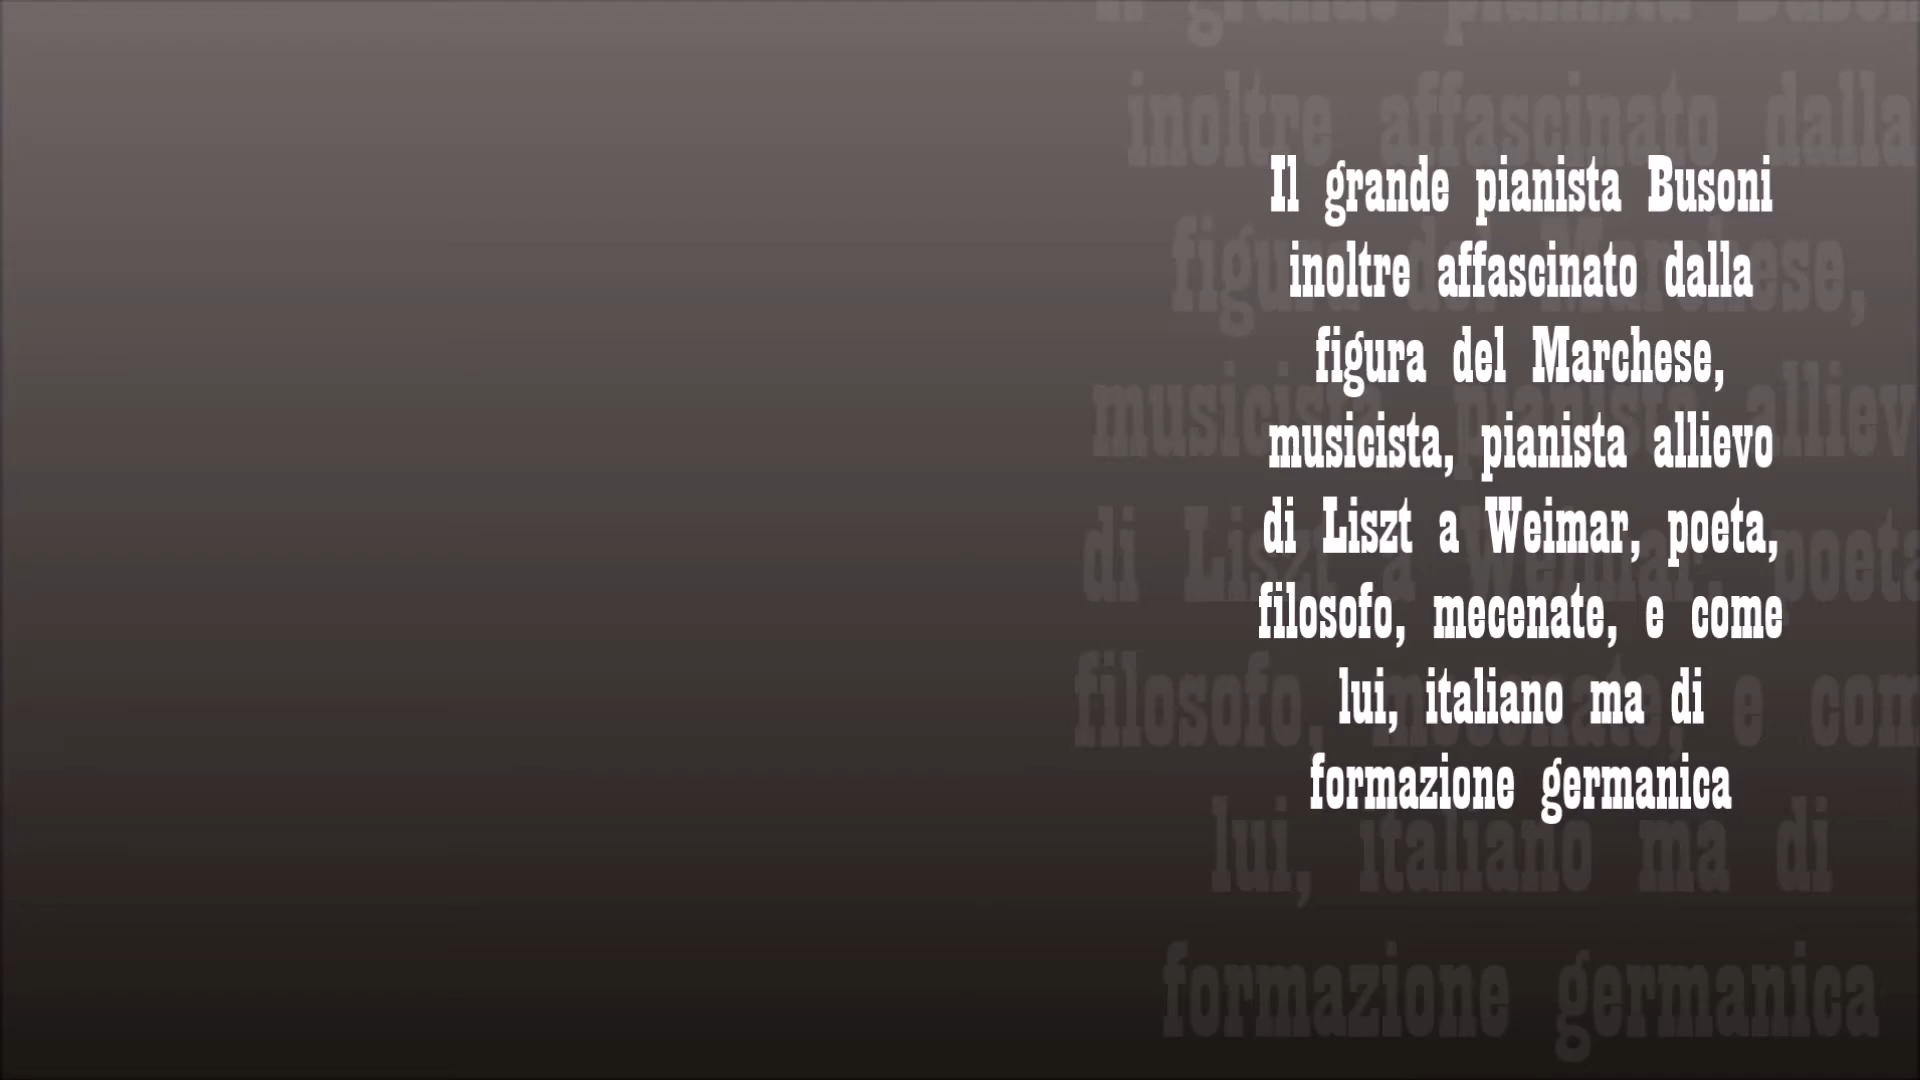 Il grande pianista Busoni
inoltre affascinato dalla
figura del Marchese,
musicista, pianista allievo
di Liszt a Weimar, poeta,
filosofo, mecenate, e come
lui, italiano ma di
formazione germanica